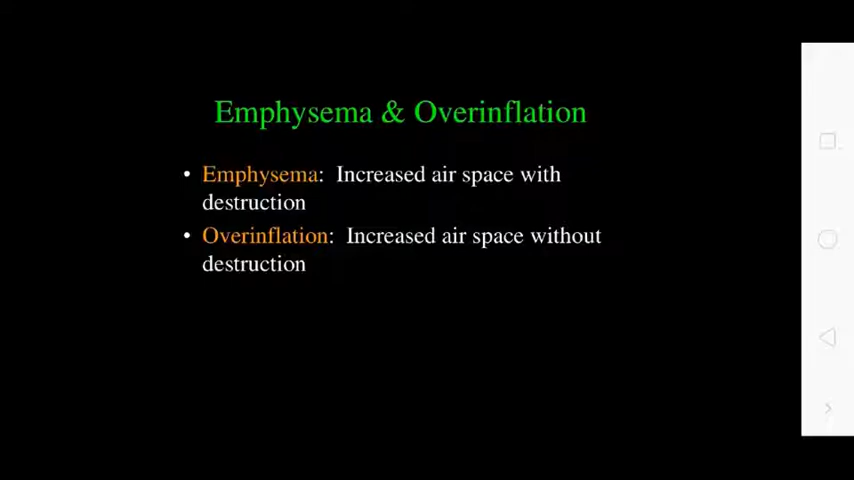 Emphysema & Overinflation
• Emphysema: Increased air space with
destruction
• Overinflation: Increased air space without
destruction